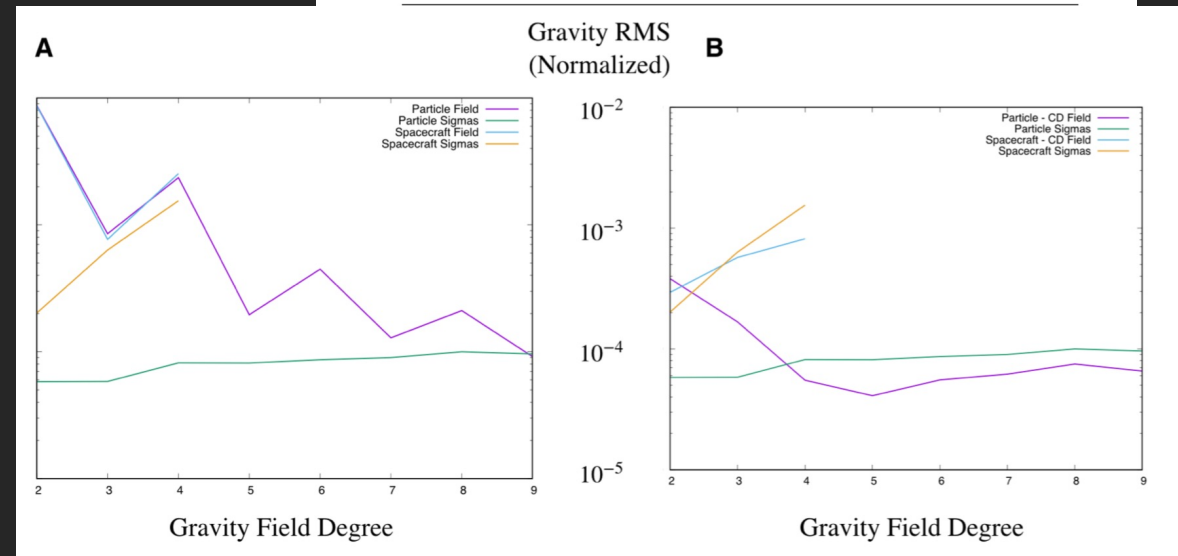 Gravity RMS
(Normalized)
A
B
Particle Field
Particle Sigmas
Spacecraft Field
Spacecraft Sigmas
10−2
10−3
10−4
10−5
Particle - CD Field
Particle Sigmas
Spacecraft - CD Field
Spacecraft Sigmas
2 3 4 5 6 7 8 9
2 3 4 5 6 7 8 9
Gravity Field Degree
Gravity Field Degree